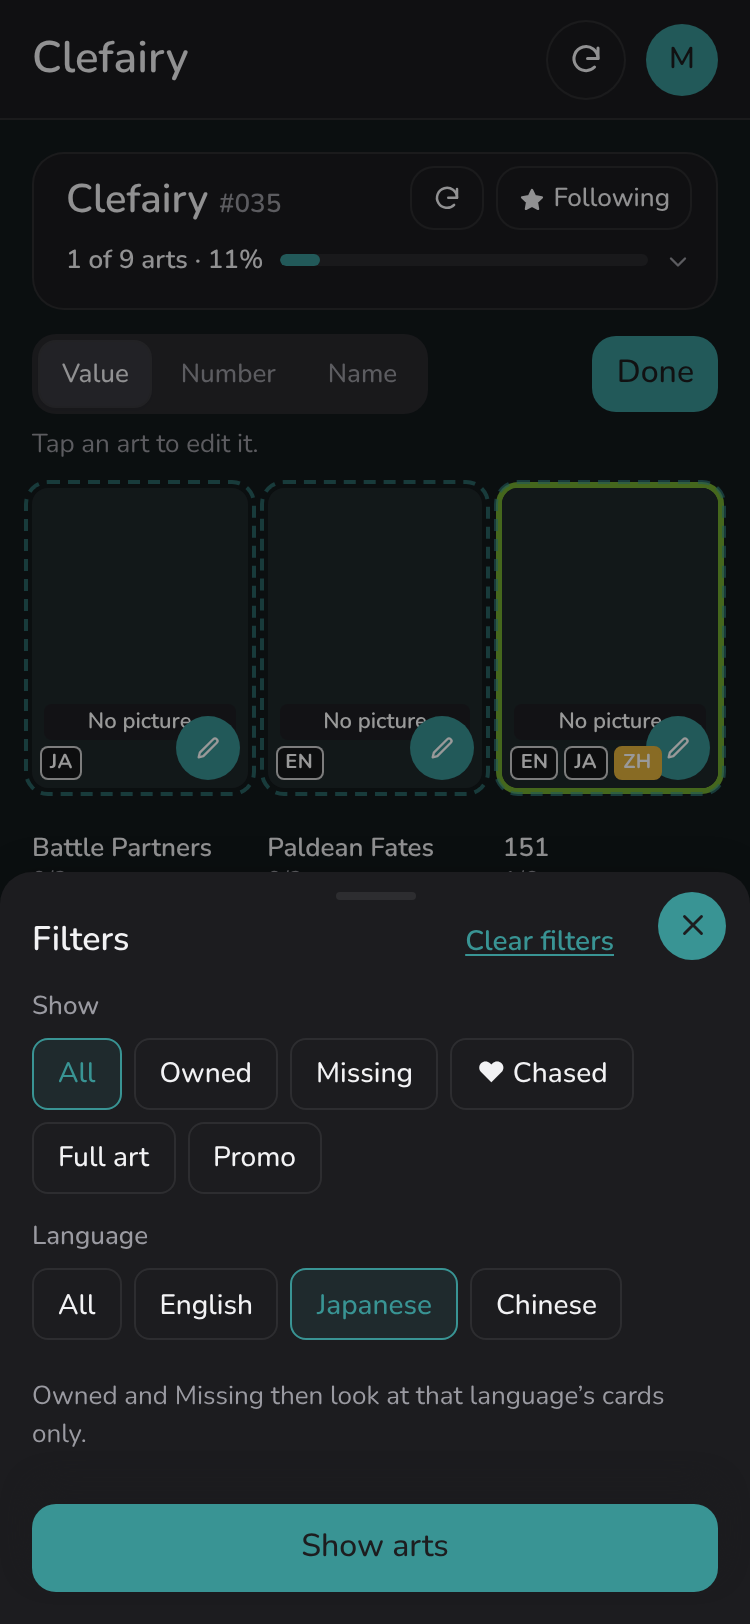 Clefairy
M
Clefairy #035
Following
1 of 9 arts · 11%
Value Number Name
Done
Tap an art to edit it.
No picture
No picture
No picture
JA
EN
EN JA ZH
Battle Partners
Paldean Fates
151
Filters
Clear filters
Show
All Owned Missing Chased
Full art Promo
Language
All English Japanese Chinese
Owned and Missing then look at that language’s cards
only.
Show arts